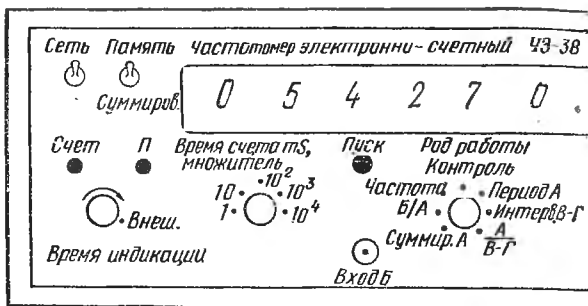 Сеть Память Частотомер электронно-счетный ЧЭ-38
Суммиров. 0 5 4 2 7 0
Счет П Время счета mS, Пуск Род работы
множитель Контроль
10² Частота Период А
10 10³ Б/А Интерв. В-Г
1 10⁴ Суммир. А А/В-Г
Внеш.
Время индикации
Вход Б